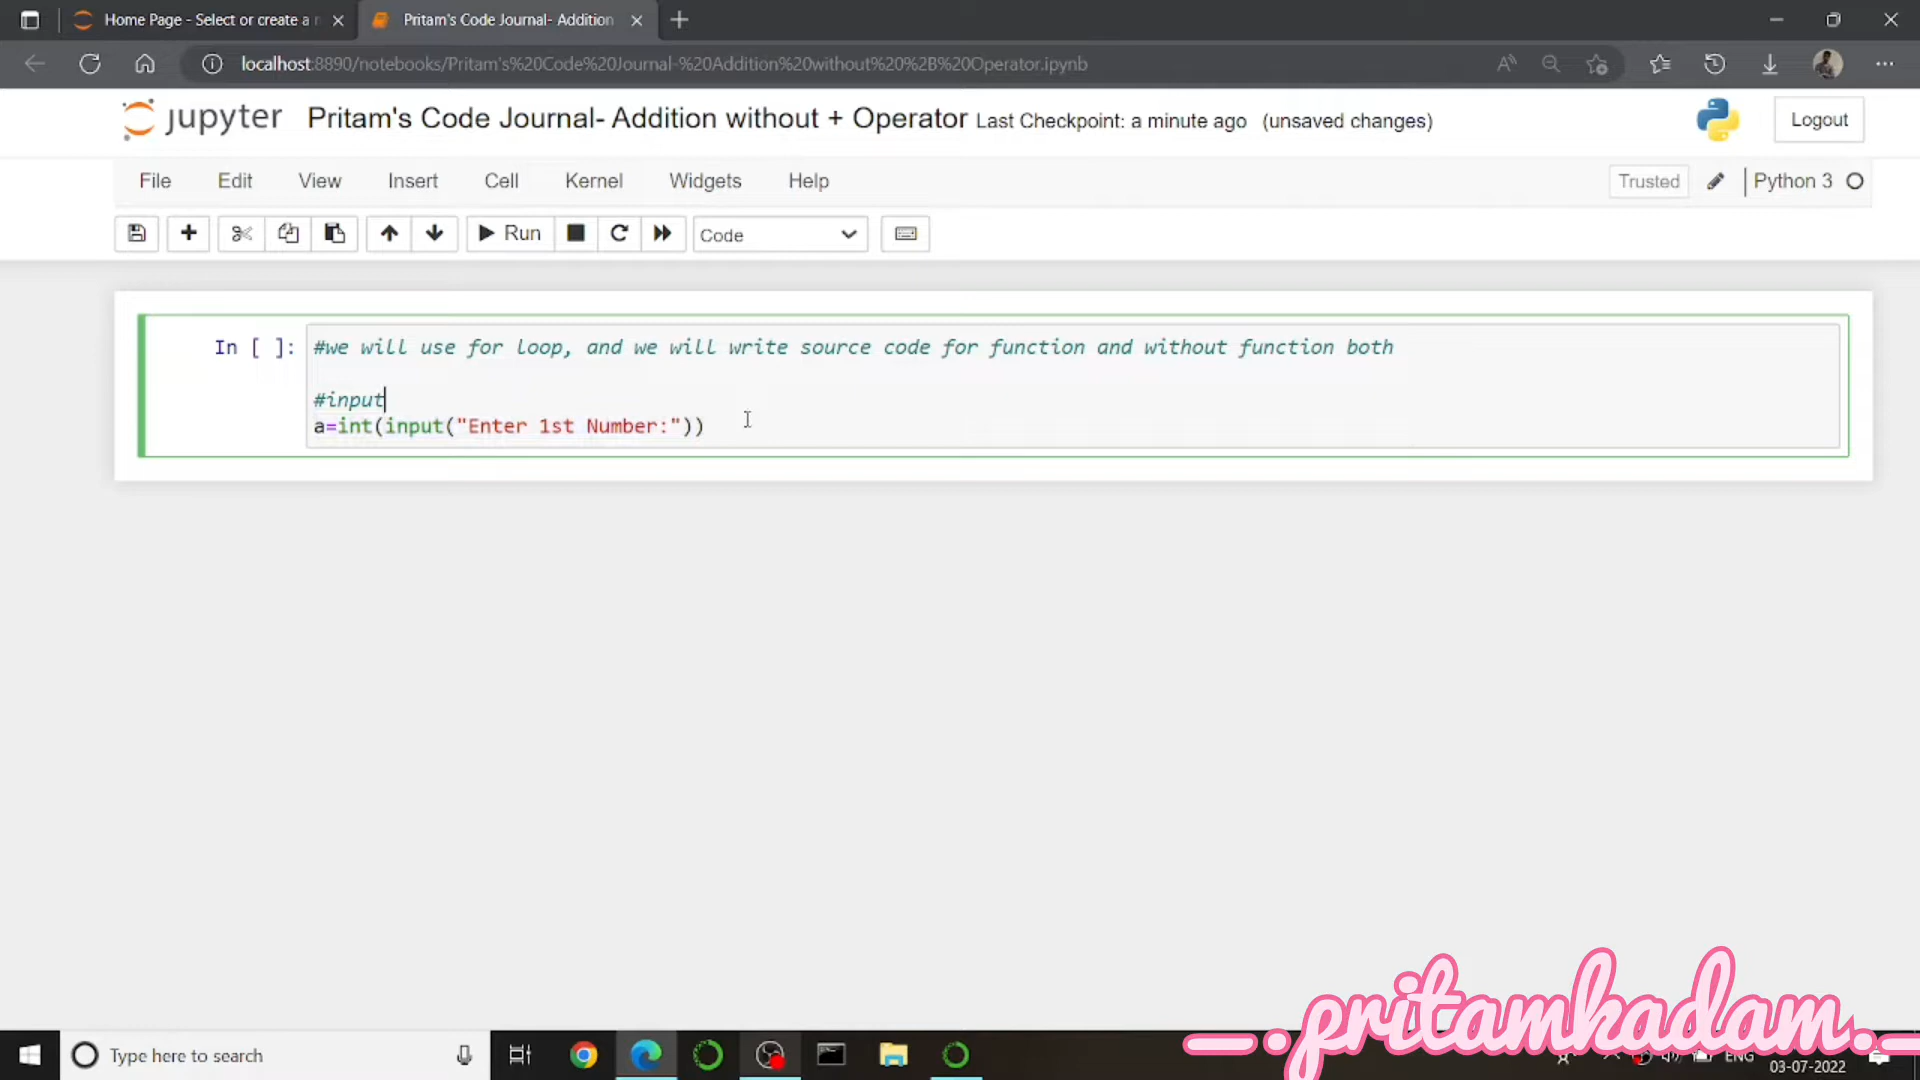 Home Page - Select or create a n
Pritam's Code Journal- Addition
localhost:8890/notebooks/Pritam's%20Code%20Journal-%20Addition%20without%20%2B%20Operator.ipynb
jupyter Pritam's Code Journal- Addition without + Operator Last Checkpoint: a minute ago (unsaved changes)
Logout
File Edit View Insert Cell Kernel Widgets Help
Trusted Python 3
Run Code
In [ ]: #we will use for loop, and we will write source code for function and without function both
#input
a=int(input("Enter 1st Number:"))
__.pritamkadam.__
Type here to search
ENG
03-07-2022